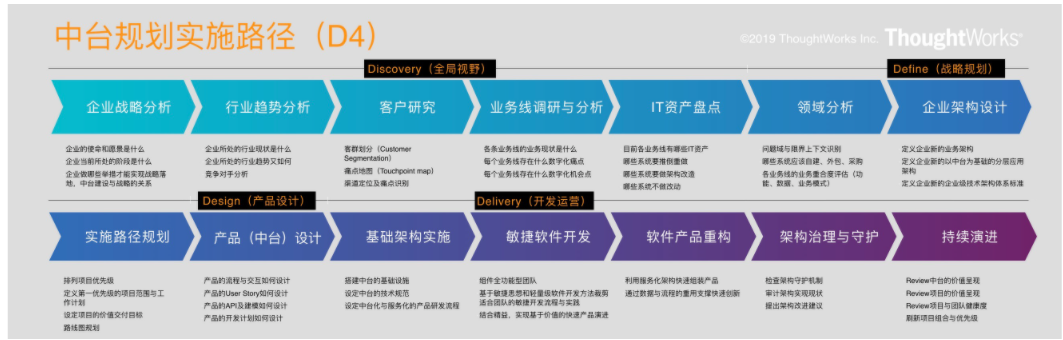 中台规划实施路径（D4）
©2019 ThoughtWorks Inc. ThoughtWorks®
Discovery（全局视野）
Define（战略规划）
企业战略分析
行业趋势分析
客户研究
业务线调研与分析
IT资产盘点
领域分析
企业架构设计
企业的使命和愿景是什么
企业当前所处的阶段是什么
企业做哪些举措才能实现战略落
地，中台建设与战略的关系
企业所处的行业现状是什么
企业所处的行业趋势又如何
竞争对手分析
客群划分（Customer
Segmentation）
痛点地图（Touchpoint map）
渠道定位及痛点识别
各条业务线的业务现状是什么
每个业务线存在什么数字化痛点
每个业务线存在什么数字化机会点
目前各业务线有哪些IT资产
哪些系统要推倒重做
哪些系统要做架构改造
哪些系统不做改动
问题域与限界上下文识别
哪些系统应该自建、外包、采购
各业务线的业务重合度评估（功
能、数据、业务模式）
定义企业新的业务架构
定义企业新的以中台为基础的分层应用
架构
定义企业新的企业级技术架构体系标准
Design（产品设计）
Delivery（开发运营）
实施路径规划
产品（中台）设计
基础架构实施
敏捷软件开发
软件产品重构
架构治理与守护
持续演进
排列项目优先级
定义第一优先级的项目范围与工
作计划
设定项目的价值交付目标
路线图规划
产品的流程与交互如何设计
产品的User Story如何设计
产品的API及建模如何设计
产品的开发计划如何设计
搭建中台的基础设施
设定中台的技术规范
设定中台化与服务化的产品研发流程
组件全功能型团队
基于敏捷思想和轻量级软件开发方法裁剪
适合团队的敏捷开发流程与实践
结合精益，实现基于价值的快速产品演进
利用服务化架构快速组装产品
通过数据与流程的重用支撑快速创新
检查架构守护机制
审计架构实现现状
提出架构改进建议
Review中台的价值呈现
Review项目的价值呈现
Review项目与团队健康度
刷新项目组合与优先级